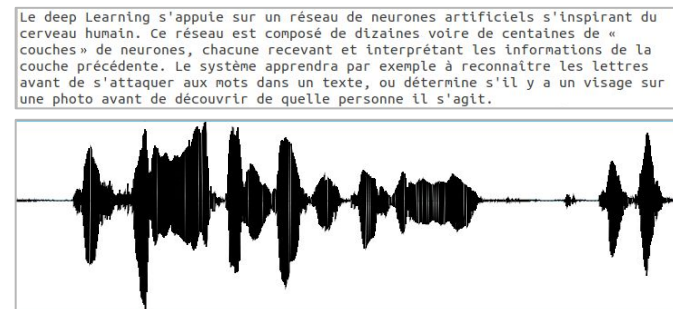 Le deep Learning s'appuie sur un réseau de neurones artificiels s'inspirant du
cerveau humain. Ce réseau est composé de dizaines voire de centaines de «
couches» de neurones, chacune recevant et interprétant les informations de la
couche précédente. Le système apprendra par exemple à reconnaître les lettres
avant de s'attaquer aux mots dans un texte, ou détermine s'il y a un visage sur
une photo avant de découvrir de quelle personne il s'agit.